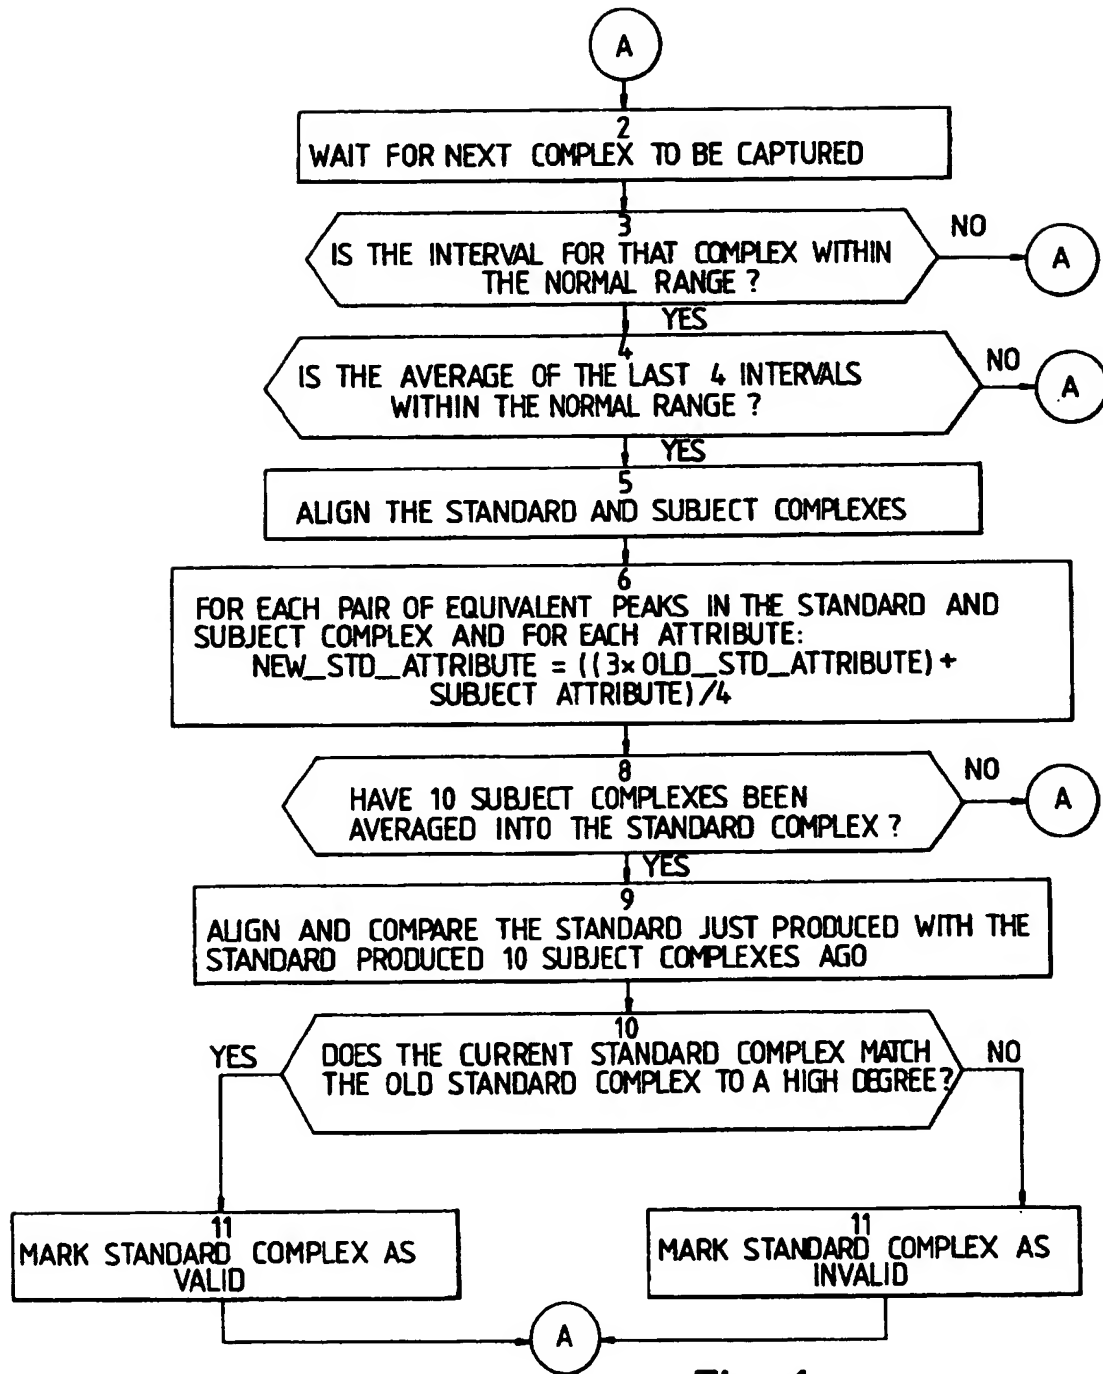 A
2
WAIT FOR NEXT COMPLEX TO BE CAPTURED
3
IS THE INTERVAL FOR THAT COMPLEX WITHIN
THE NORMAL RANGE ?
NO
A
YES
4
IS THE AVERAGE OF THE LAST 4 INTERVALS
WITHIN THE NORMAL RANGE ?
NO
A
YES
5
ALIGN THE STANDARD AND SUBJECT COMPLEXES
6
FOR EACH PAIR OF EQUIVALENT PEAKS IN THE STANDARD AND
SUBJECT COMPLEX AND FOR EACH ATTRIBUTE:
NEW_STD_ATTRIBUTE = ((3x OLD_STD_ATTRIBUTE) +
SUBJECT ATTRIBUTE)/4
8
HAVE 10 SUBJECT COMPLEXES BEEN
AVERAGED INTO THE STANDARD COMPLEX ?
NO
A
YES
9
ALIGN AND COMPARE THE STANDARD JUST PRODUCED WITH THE
STANDARD PRODUCED 10 SUBJECT COMPLEXES AGO
10
DOES THE CURRENT STANDARD COMPLEX MATCH
THE OLD STANDARD COMPLEX TO A HIGH DEGREE?
YES
NO
11
MARK STANDARD COMPLEX AS
VALID
11
MARK STANDARD COMPLEX AS
INVALID
A